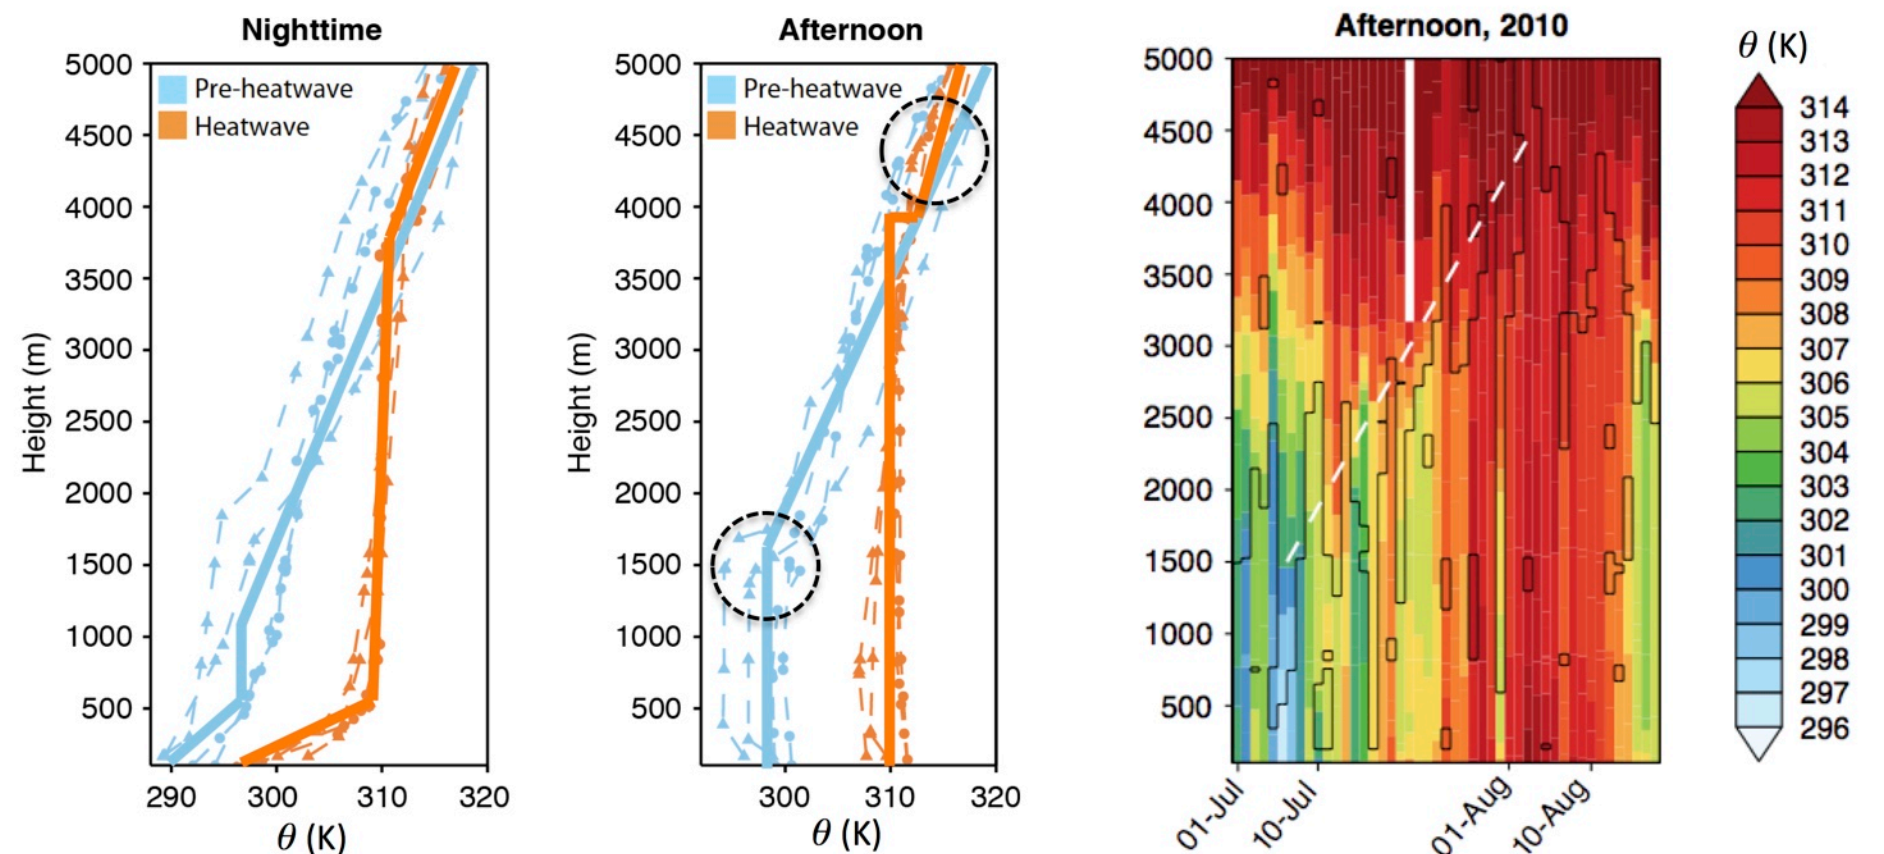 Nighttime
5000
4500
4000
3500
3000
2500
2000
1500
1000
500
Height (m)
Pre-heatwave
Heatwave
290 300 310 320
θ (K)
Afternoon
5000
4500
4000
3500
3000
2500
2000
1500
1000
500
Height (m)
Pre-heatwave
Heatwave
300 310 320
θ (K)
Afternoon, 2010
5000
4500
4000
3500
3000
2500
2000
1500
1000
500
01-Jul
10-Jul
01-Aug
10-Aug
θ (K)
314
313
312
311
310
309
308
307
306
305
304
303
302
301
300
299
298
297
296